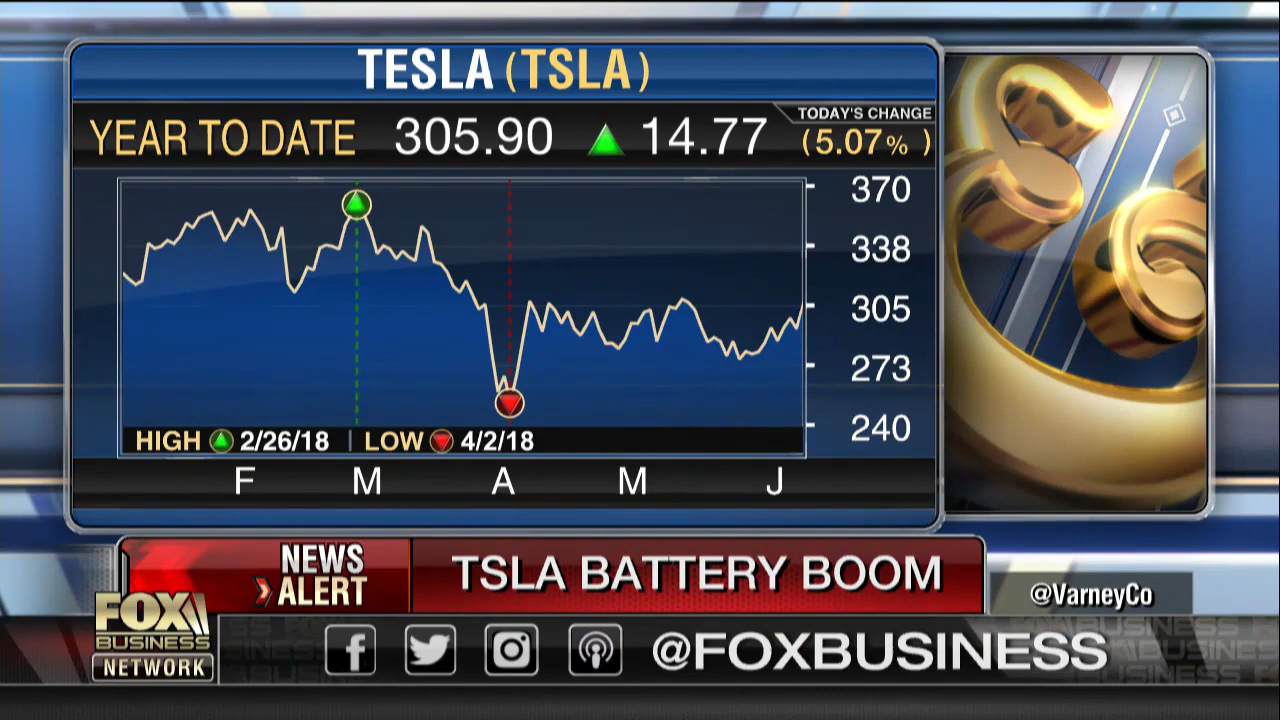 TESLA (TSLA)
YEAR TO DATE 305.90 14.77 TODAY'S CHANGE (5.07%)
370
338
305
273
240
HIGH 2/26/18 | LOW 4/2/18
F M A M J
NEWS ALERT
TSLA BATTERY BOOM
@VarneyCo
FOX
BUSINESS
NETWORK
@FOXBUSINESS